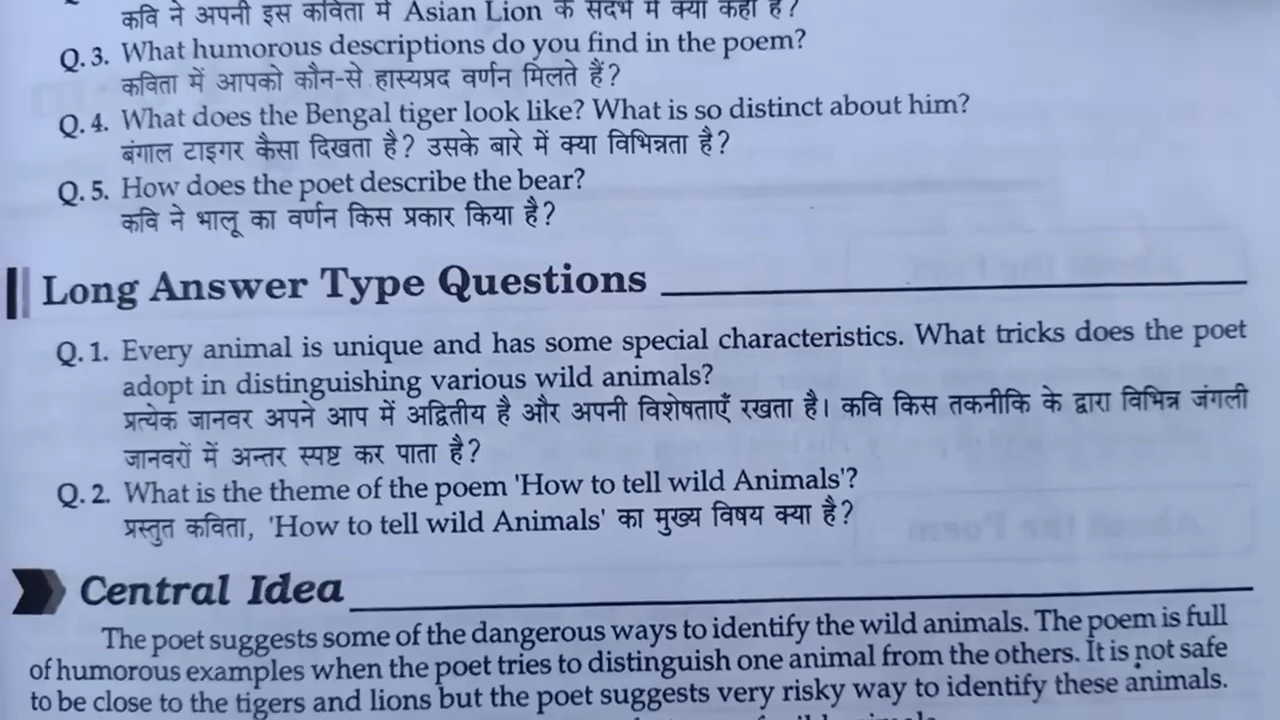 कवि ने अपनी इस कविता में Asian Lion के संदर्भ में क्या कहा है?
Q. 3. What humorous descriptions do you find in the poem?
कविता में आपको कौन-से हास्यप्रद वर्णन मिलते हैं?
Q. 4. What does the Bengal tiger look like? What is so distinct about him?
बंगाल टाइगर कैसा दिखता है? उसके बारे में क्या विभिन्नता है?
Q. 5. How does the poet describe the bear?
कवि ने भालू का वर्णन किस प्रकार किया है?
Long Answer Type Questions
Q. 1. Every animal is unique and has some special characteristics. What tricks does the poet
adopt in distinguishing various wild animals?
प्रत्येक जानवर अपने आप में अद्वितीय है और अपनी विशेषताएँ रखता है। कवि किस तकनीकि के द्वारा विभिन्न जंगली
जानवरों में अन्तर स्पष्ट कर पाता है?
Q. 2. What is the theme of the poem 'How to tell wild Animals'?
प्रस्तुत कविता, 'How to tell wild Animals' का मुख्य विषय क्या है?
Central Idea
The poet suggests some of the dangerous ways to identify the wild animals. The poem is full
of humorous examples when the poet tries to distinguish one animal from the others. It is not safe
to be close to the tigers and lions but the poet suggests very risky way to identify these animals.